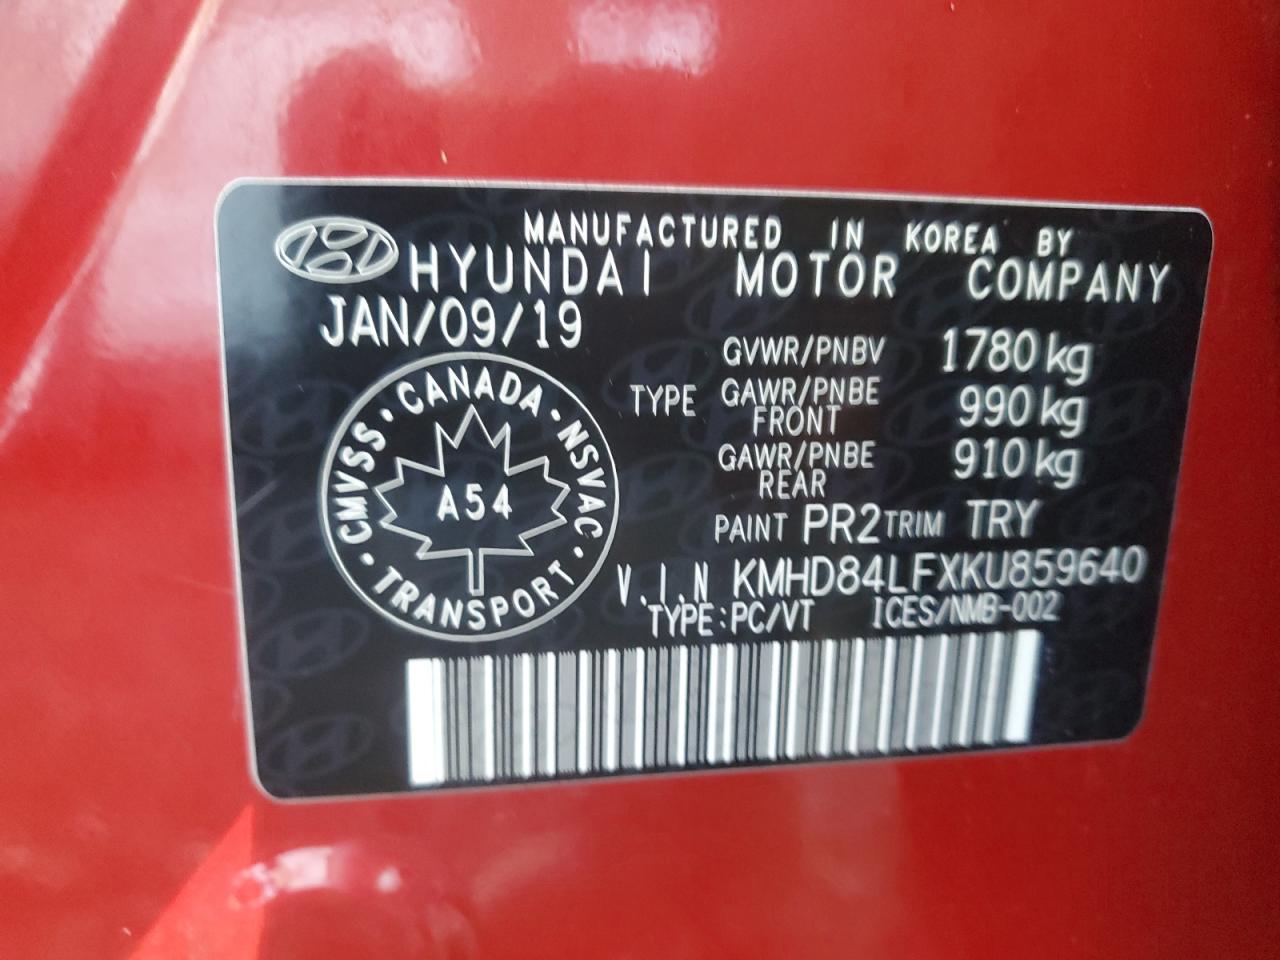 MANUFACTURED IN KOREA BY
HYUNDAI MOTOR COMPANY
JAN/09/19
GVWR/PNBV 1780 kg
TYPE GAWR/PNBE FRONT 990 kg
GAWR/PNBE REAR 910 kg
PAINT PR2 TRIM TRY
V.I.N KMHD84LFXKU859640
TYPE:PC/VT ICES/NMB-002
CANADA · NSVAC · TRANSPORT · CMVSS ·
A54